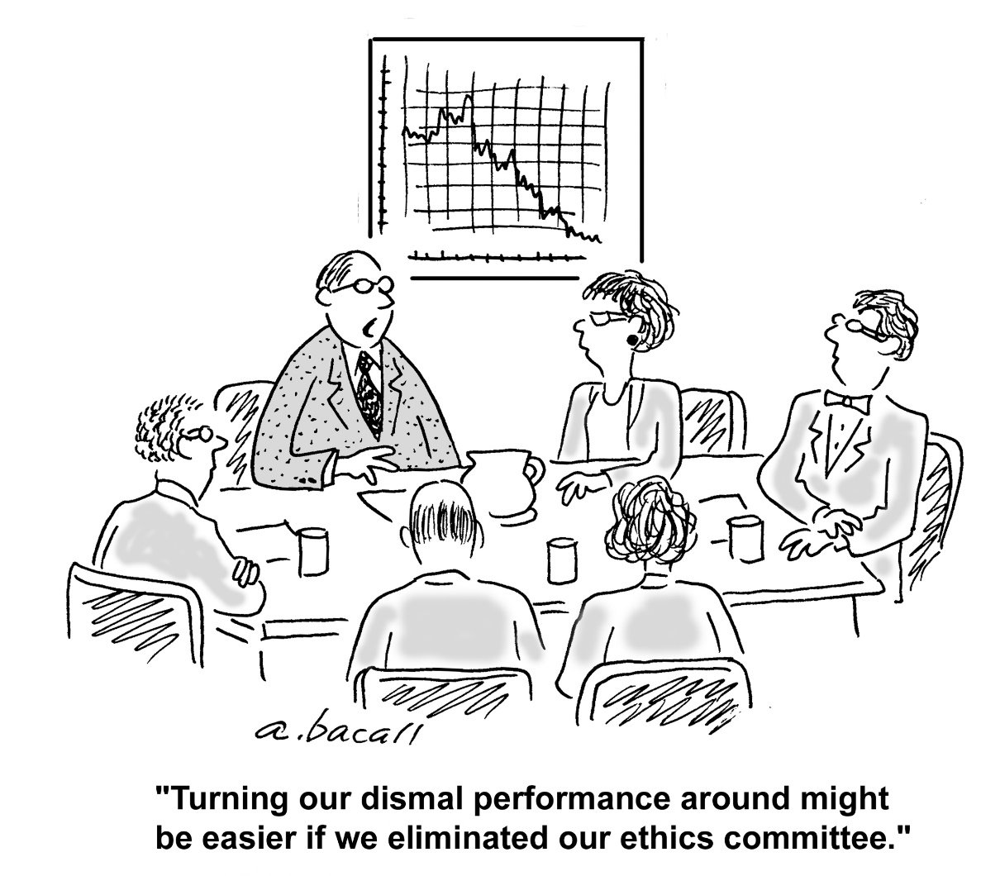 a.bacall
"Turning our dismal performance around might
be easier if we eliminated our ethics committee."